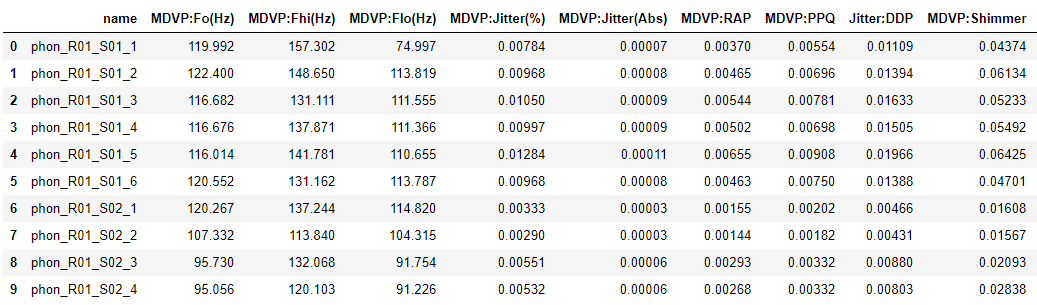 name MDVP:Fo(Hz) MDVP:Fhi(Hz) MDVP:Flo(Hz) MDVP:Jitter(%) MDVP:Jitter(Abs) MDVP:RAP MDVP:PPQ Jitter:DDP MDVP:Shimmer
0 phon_R01_S01_1 119.992 157.302 74.997 0.00784 0.00007 0.00370 0.00554 0.01109 0.04374
1 phon_R01_S01_2 122.400 148.650 113.819 0.00968 0.00008 0.00465 0.00696 0.01394 0.06134
2 phon_R01_S01_3 116.682 131.111 111.555 0.01050 0.00009 0.00544 0.00781 0.01633 0.05233
3 phon_R01_S01_4 116.676 137.871 111.366 0.00997 0.00009 0.00502 0.00698 0.01505 0.05492
4 phon_R01_S01_5 116.014 141.781 110.655 0.01284 0.00011 0.00655 0.00908 0.01966 0.06425
5 phon_R01_S01_6 120.552 131.162 113.787 0.00968 0.00008 0.00463 0.00750 0.01388 0.04701
6 phon_R01_S02_1 120.267 137.244 114.820 0.00333 0.00003 0.00155 0.00202 0.00466 0.01608
7 phon_R01_S02_2 107.332 113.840 104.315 0.00290 0.00003 0.00144 0.00182 0.00431 0.01567
8 phon_R01_S02_3 95.730 132.068 91.754 0.00551 0.00006 0.00293 0.00332 0.00880 0.02093
9 phon_R01_S02_4 95.056 120.103 91.226 0.00532 0.00006 0.00268 0.00332 0.00803 0.02838